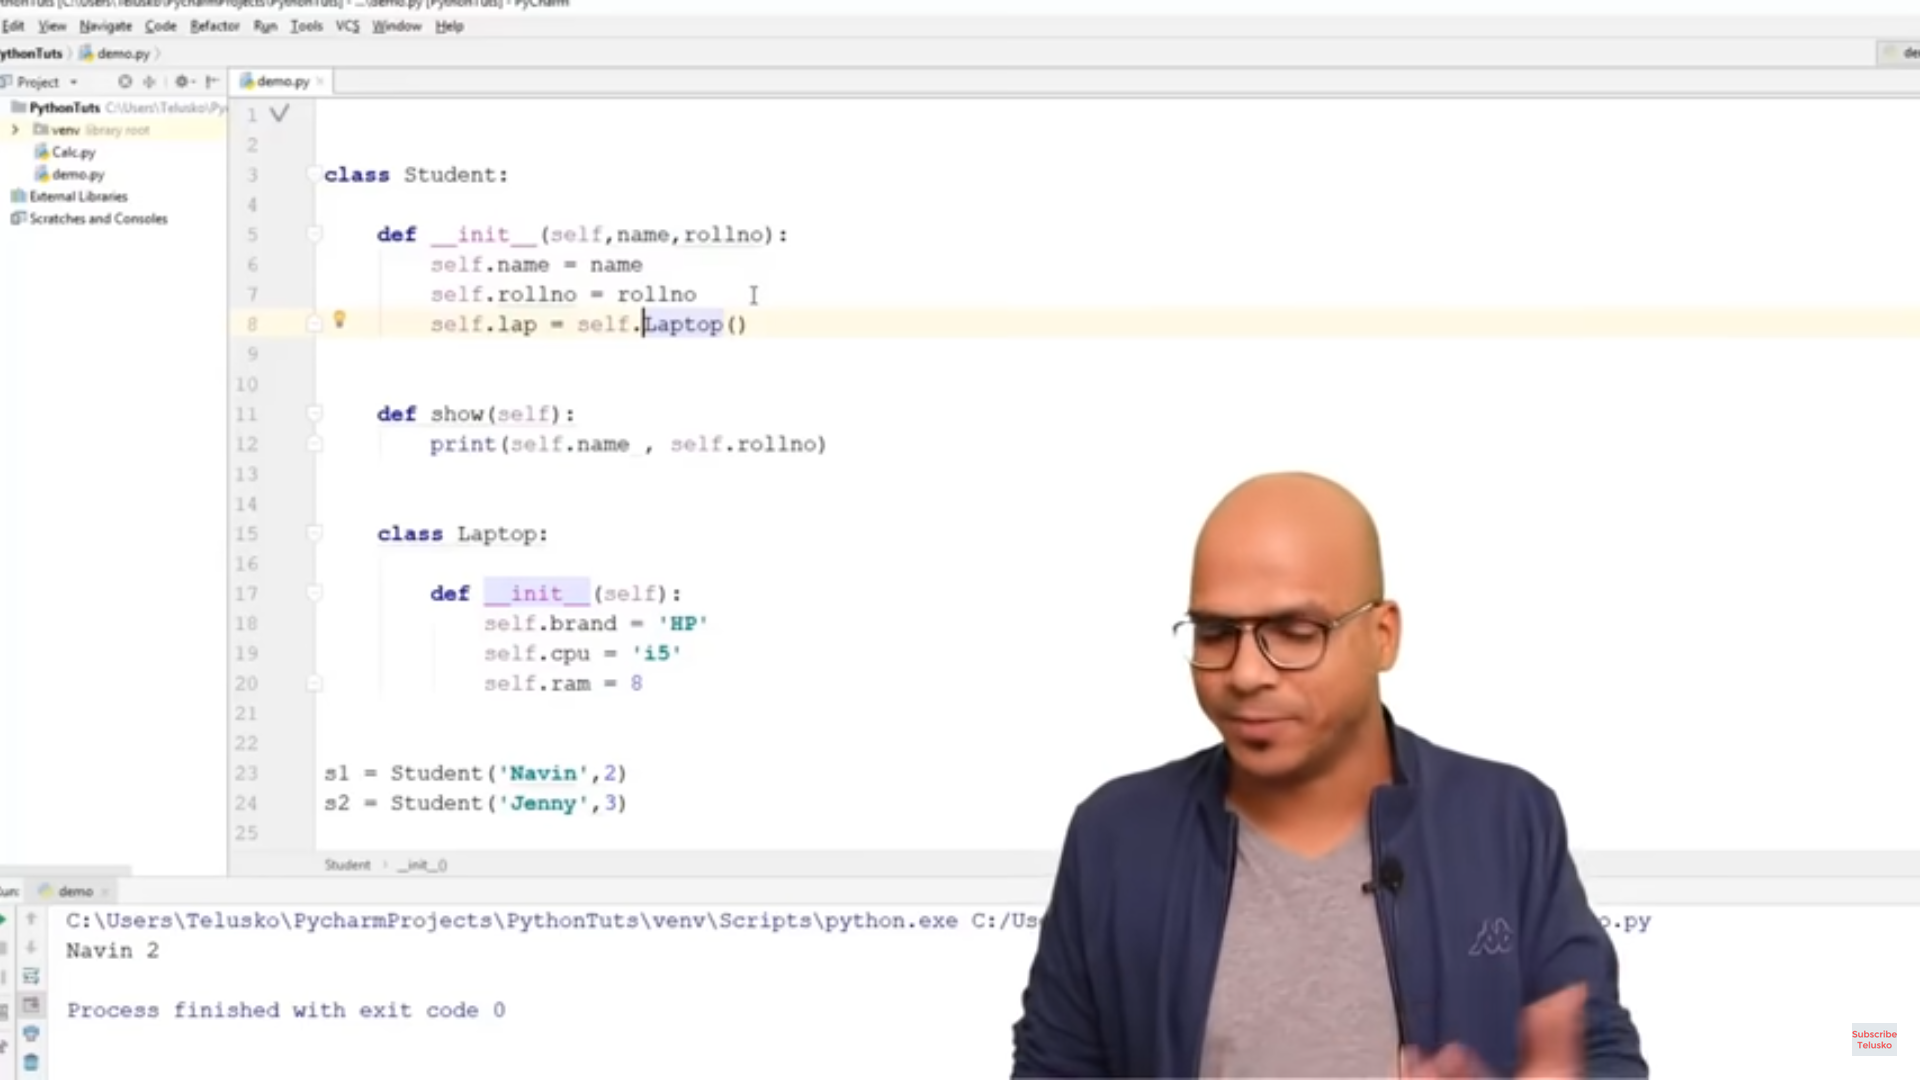 Edit View Navigate Code Refactor Run Tools VCS Window Help
demo.py
Project
demo.py
PythonTuts C:\Users\Telusko\Py
venv library root
Calc.py
demo.py
External Libraries
Scratches and Consoles
1
2
3 class Student:
4
5 def __init__(self,name,rollno):
6 self.name = name
7 self.rollno = rollno
8 self.lap = self.Laptop()
9
10
11 def show(self):
12 print(self.name , self.rollno)
13
14
15 class Laptop:
16
17 def __init__(self):
18 self.brand = 'HP'
19 self.cpu = 'i5'
20 self.ram = 8
21
22
23 s1 = Student('Navin',2)
24 s2 = Student('Jenny',3)
25
Student › __init__()
demo
C:\Users\Telusko\PycharmProjects\PythonTuts\venv\Scripts\python.exe C:/Us .py
Navin 2
Process finished with exit code 0
Subscribe
Telusko